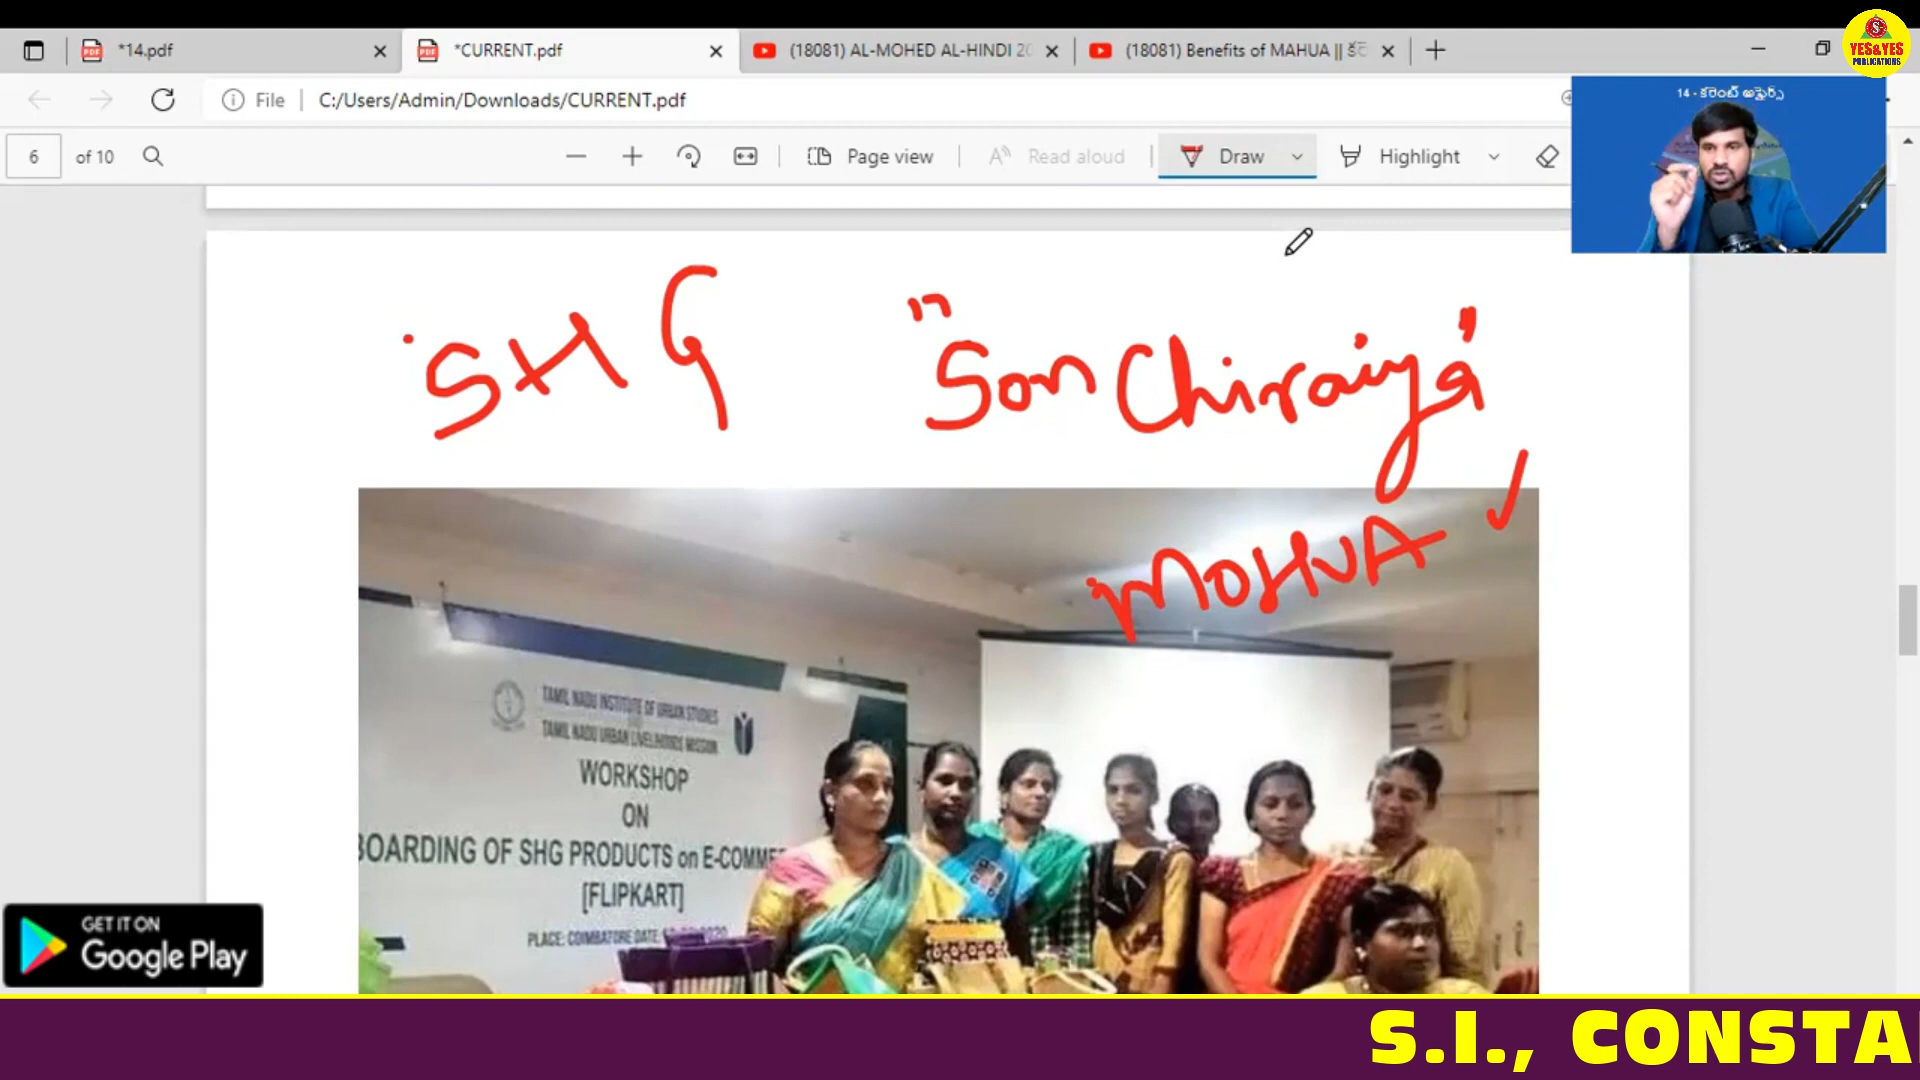 *14.pdf
*CURRENT.pdf
(18081) AL-MOHED AL-HINDI 20
(18081) Benefits of MAHUA ||
YES&YES
PUBLICATIONS
File
C:/Users/Admin/Downloads/CURRENT.pdf
14 - కరెంట్ అఫైర్స్
6 of 10
Page view
Read aloud
Draw
Highlight
SHG
"Son Chiraiya"
MOHUA
TAMIL NADU INSTITUTE OF URBAN STUDIES
TAMIL NADU URBAN LIVELIHOODS MISSION
WORKSHOP
ON
BOARDING OF SHG PRODUCTS on E-COMME
[FLIPKART]
PLACE: COIMBATORE DATE:
GET IT ON
Google Play
S.I., CONSTA